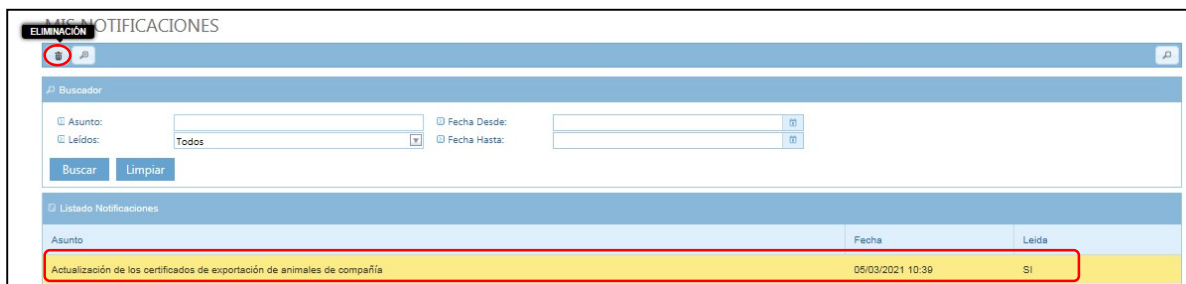 MIS NOTIFICACIONES
ELIMINACIÓN
Buscador
Asunto: Fecha Desde:
Leídos: Todos Fecha Hasta:
Buscar Limpiar
Listado Notificaciones
Asunto Fecha Leida
Actualización de los certificados de exportación de animales de compañía 05/03/2021 10:39 SI